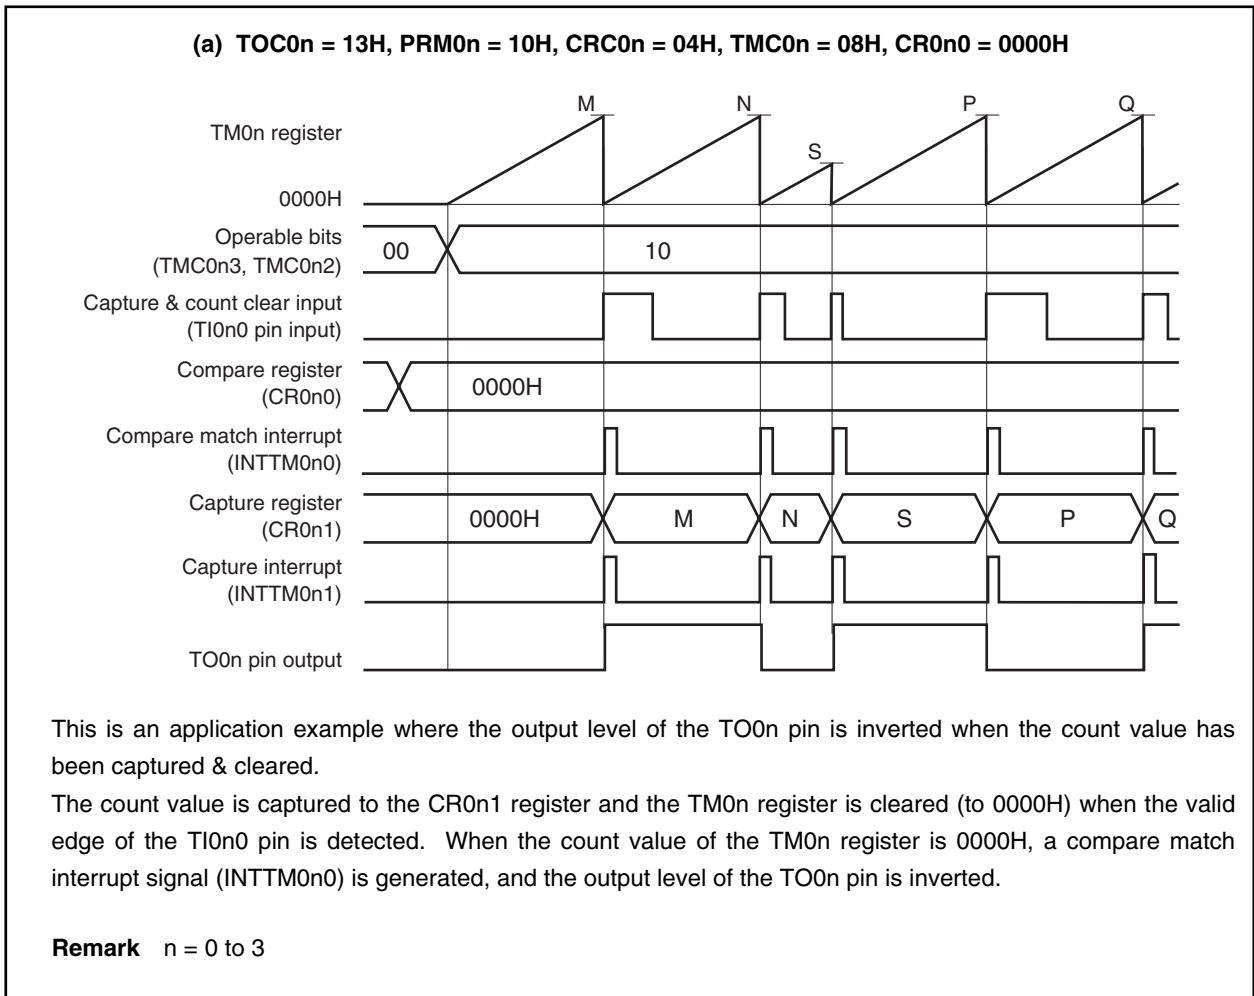 (a) TOC0n = 13H, PRM0n = 10H, CRC0n = 04H, TMC0n = 08H, CR0n0 = 0000H
M
N
S
P
Q
TM0n register
0000H
Operable bits
(TMC0n3, TMC0n2)
00
10
Capture & count clear input
(TI0n0 pin input)
Compare register
(CR0n0)
0000H
Compare match interrupt
(INTTM0n0)
Capture register
(CR0n1)
0000H
M
N
S
P
Q
Capture interrupt
(INTTM0n1)
TO0n pin output
This is an application example where the output level of the TO0n pin is inverted when the count value has
been captured & cleared.
The count value is captured to the CR0n1 register and the TM0n register is cleared (to 0000H) when the valid
edge of the TI0n0 pin is detected. When the count value of the TM0n register is 0000H, a compare match
interrupt signal (INTTM0n0) is generated, and the output level of the TO0n pin is inverted.
Remark n = 0 to 3